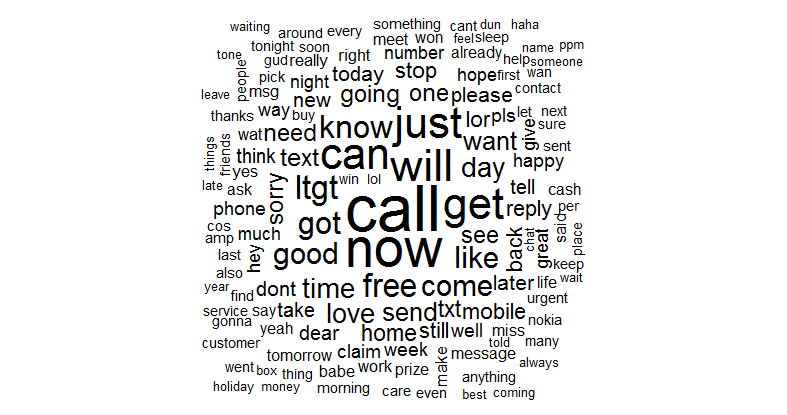 waiting something cant dun haha
around every meet won feel sleep
tone tonight soon right number already name ppm
people gud really help someone
pick night today stop hope first wan
leave msg going one please contact
new
thanks way buy know just lor pls let next
wat need want give sure
things friends think text can will day happy sent
yes
late ask sorry ltgt win lol tell cash
phone got call get reply said per
cos
amp much good now see back chat great place
last hey like keep
also
year find dont time free come later life wait
urgent
service say take love send txt mobile
gonna yeah dear home still well miss nokia
customer told many
tomorrow claim week make message
went box thing babe work prize always
anything
holiday money morning care even best coming